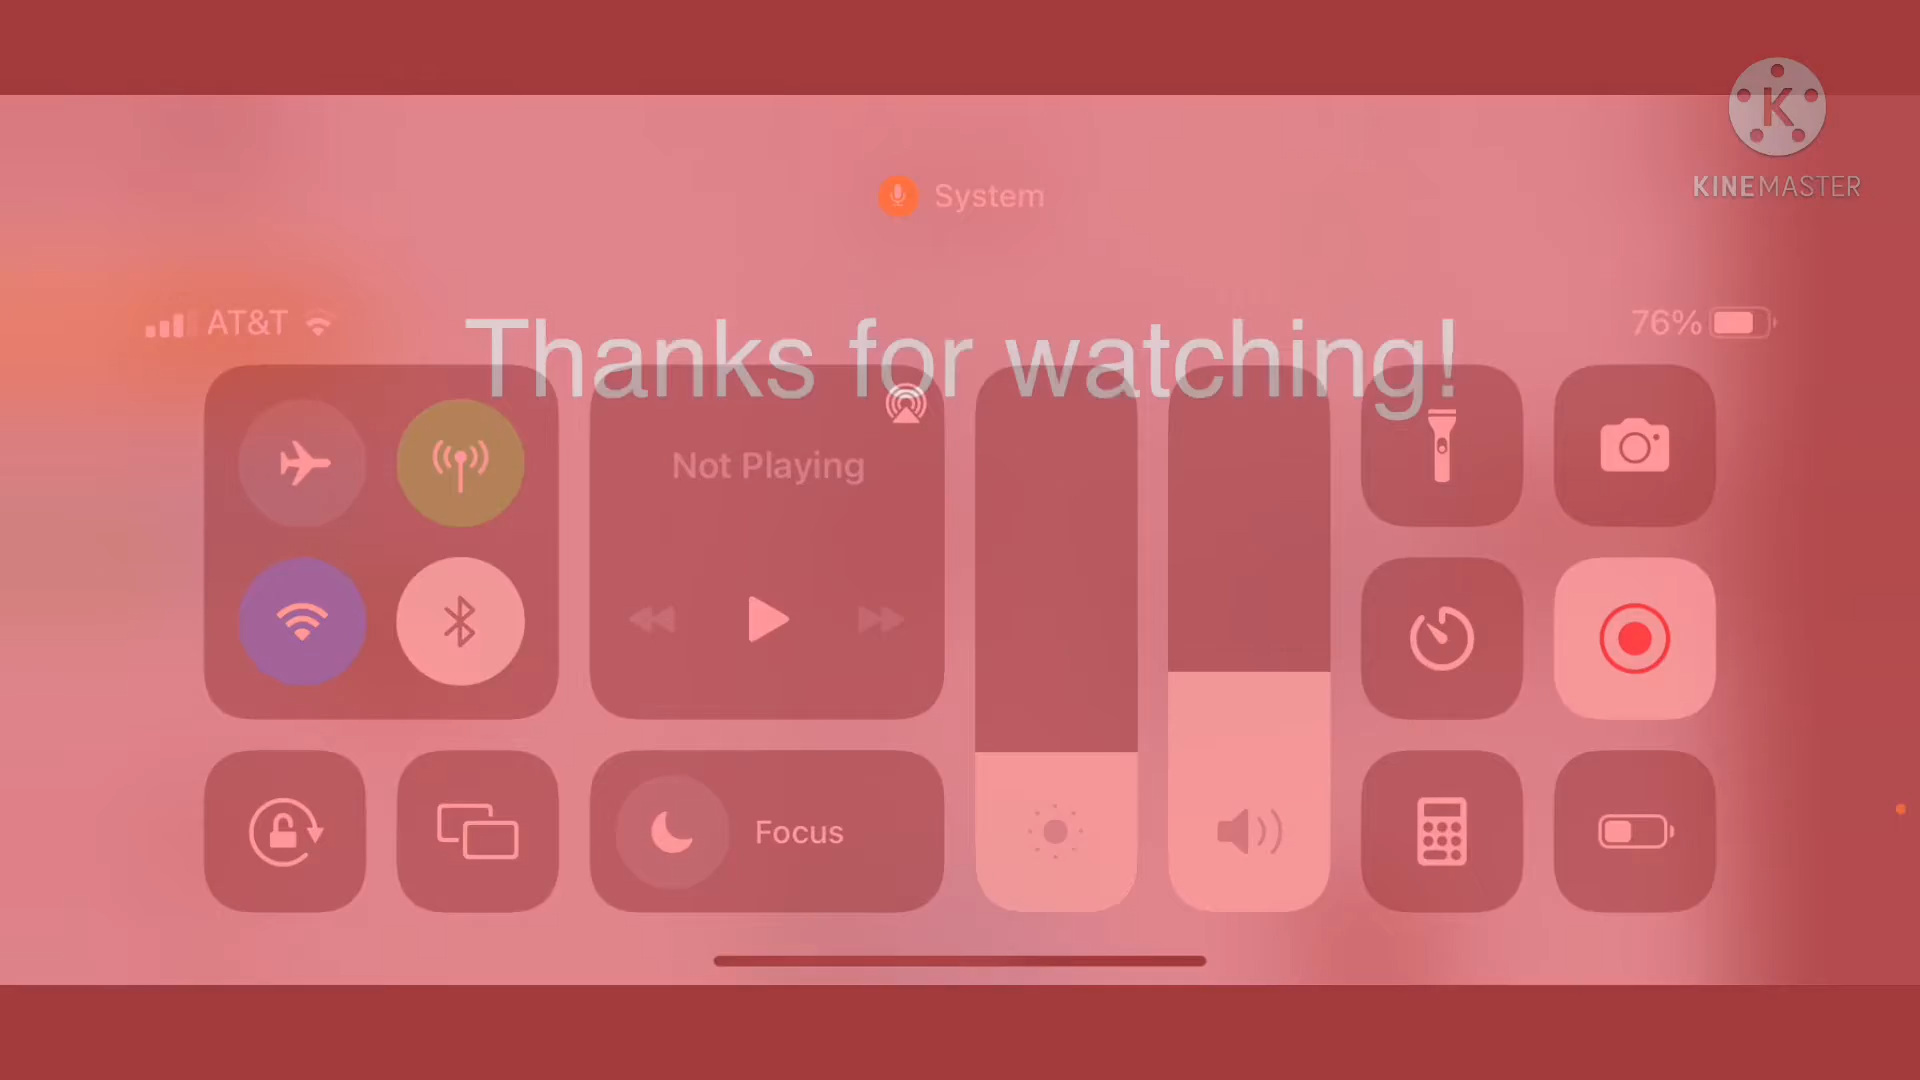 K
KINEMASTER
System
AT&T
76%
Thanks for watching!
Not Playing
Focus